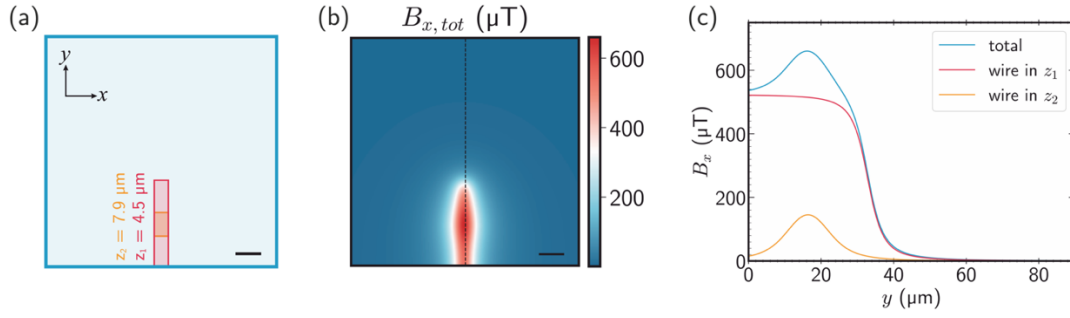 (a)
y
x
z₂ = 7.9 µm
z₁ = 4.5 µm
(b)
Bx,tot (µT)
600
400
200
(c)
total
wire in z₁
wire in z₂
Bx (µT)
600
400
200
0
0 20 40 60 80
y (µm)